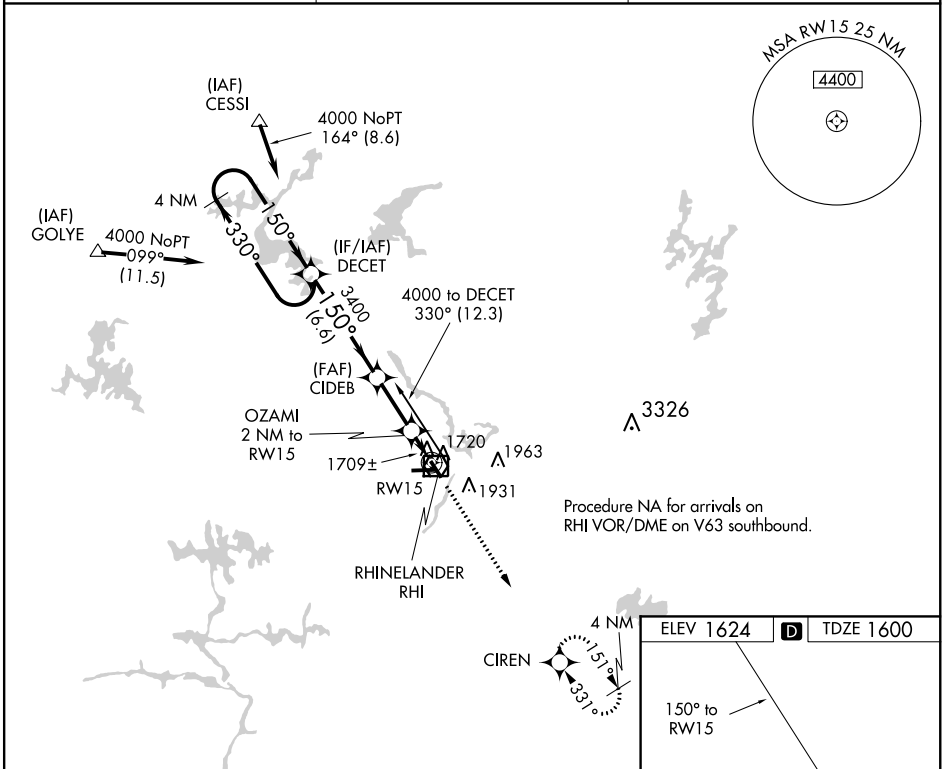 MSA RW15 25 NM
4400
(IAF)
CESSI
4000 NoPT
164° (8.6)
4 NM
150°
330°
(IAF)
GOLYE
4000 NoPT
099°
(11.5)
(IF/IAF)
DECET
3400
150°
(6.6)
4000 to DECET
330° (12.3)
(FAF)
CIDEB
OZAMI
2 NM to
RW15
1709±
1720
1963
3326
RW15
1931
Procedure NA for arrivals on
RHI VOR/DME on V63 southbound.
RHINELANDER
RHI
4 NM
CIREN
151°
331°
ELEV 1624 D TDZE 1600
150° to
RW15